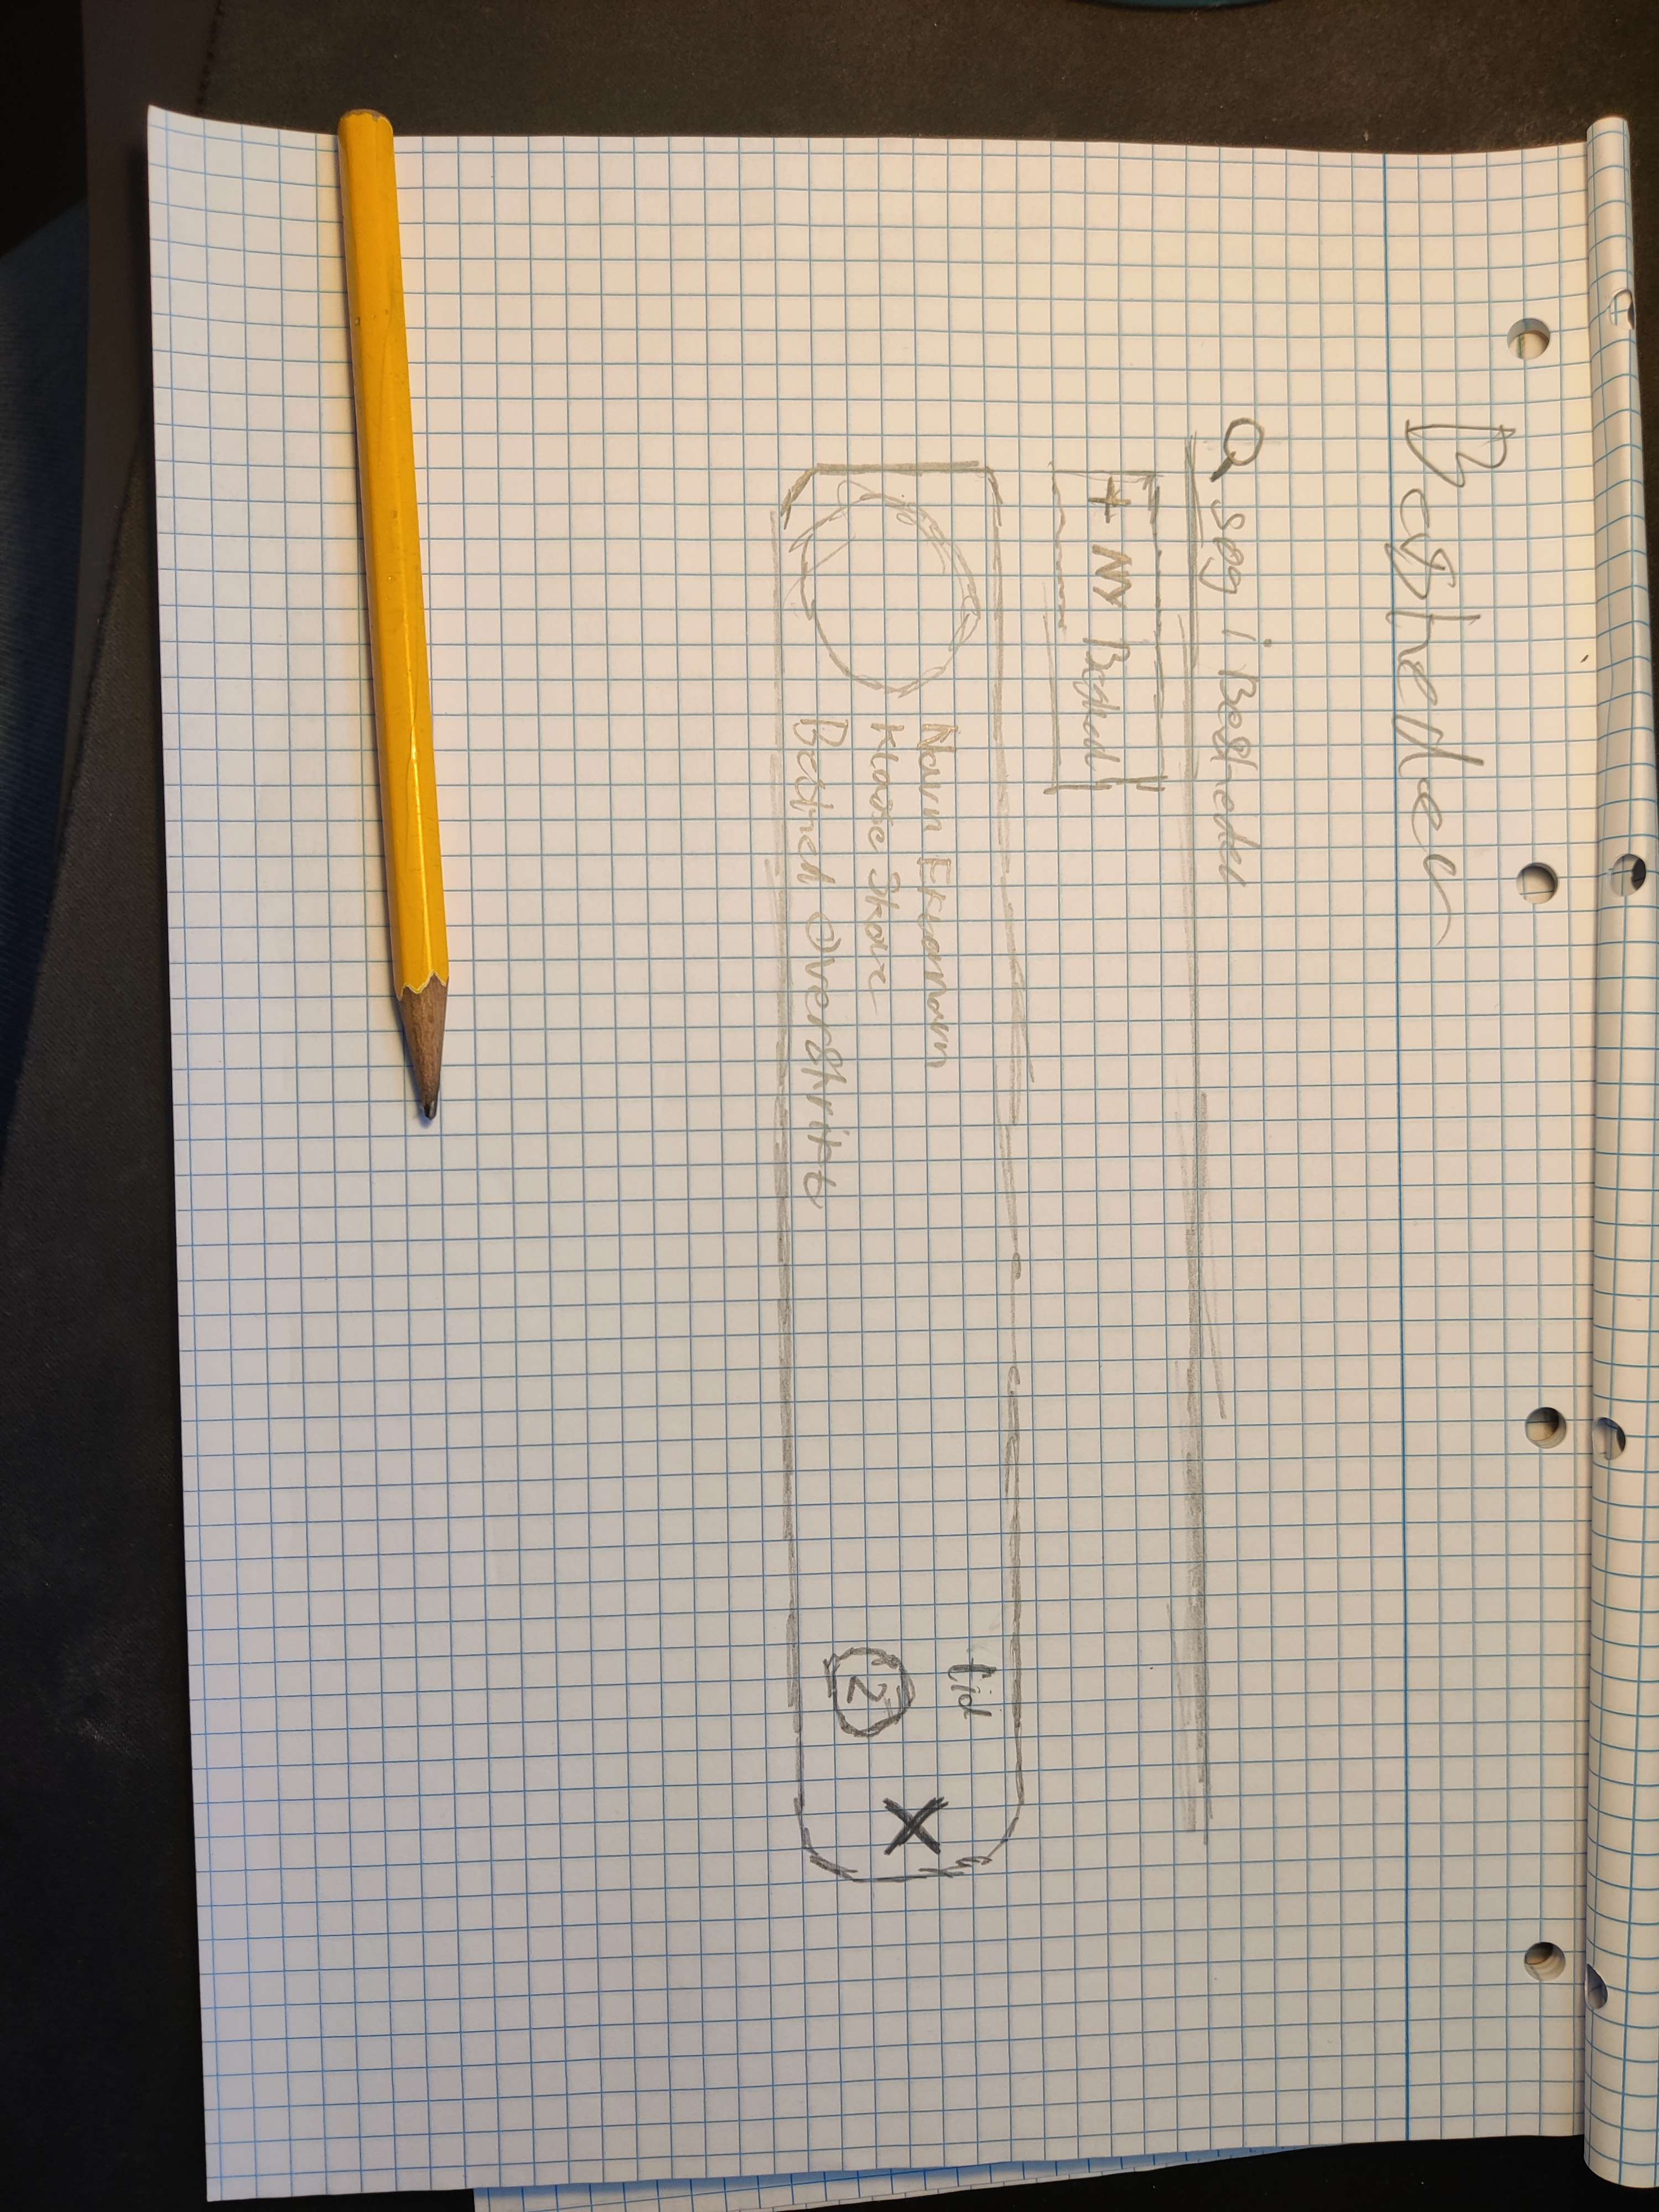 Beskeder
søg i Beskeder
+ NY Besked
Navn Efternavn
Klasse Skole
Besked Overskrift
tid
2
X